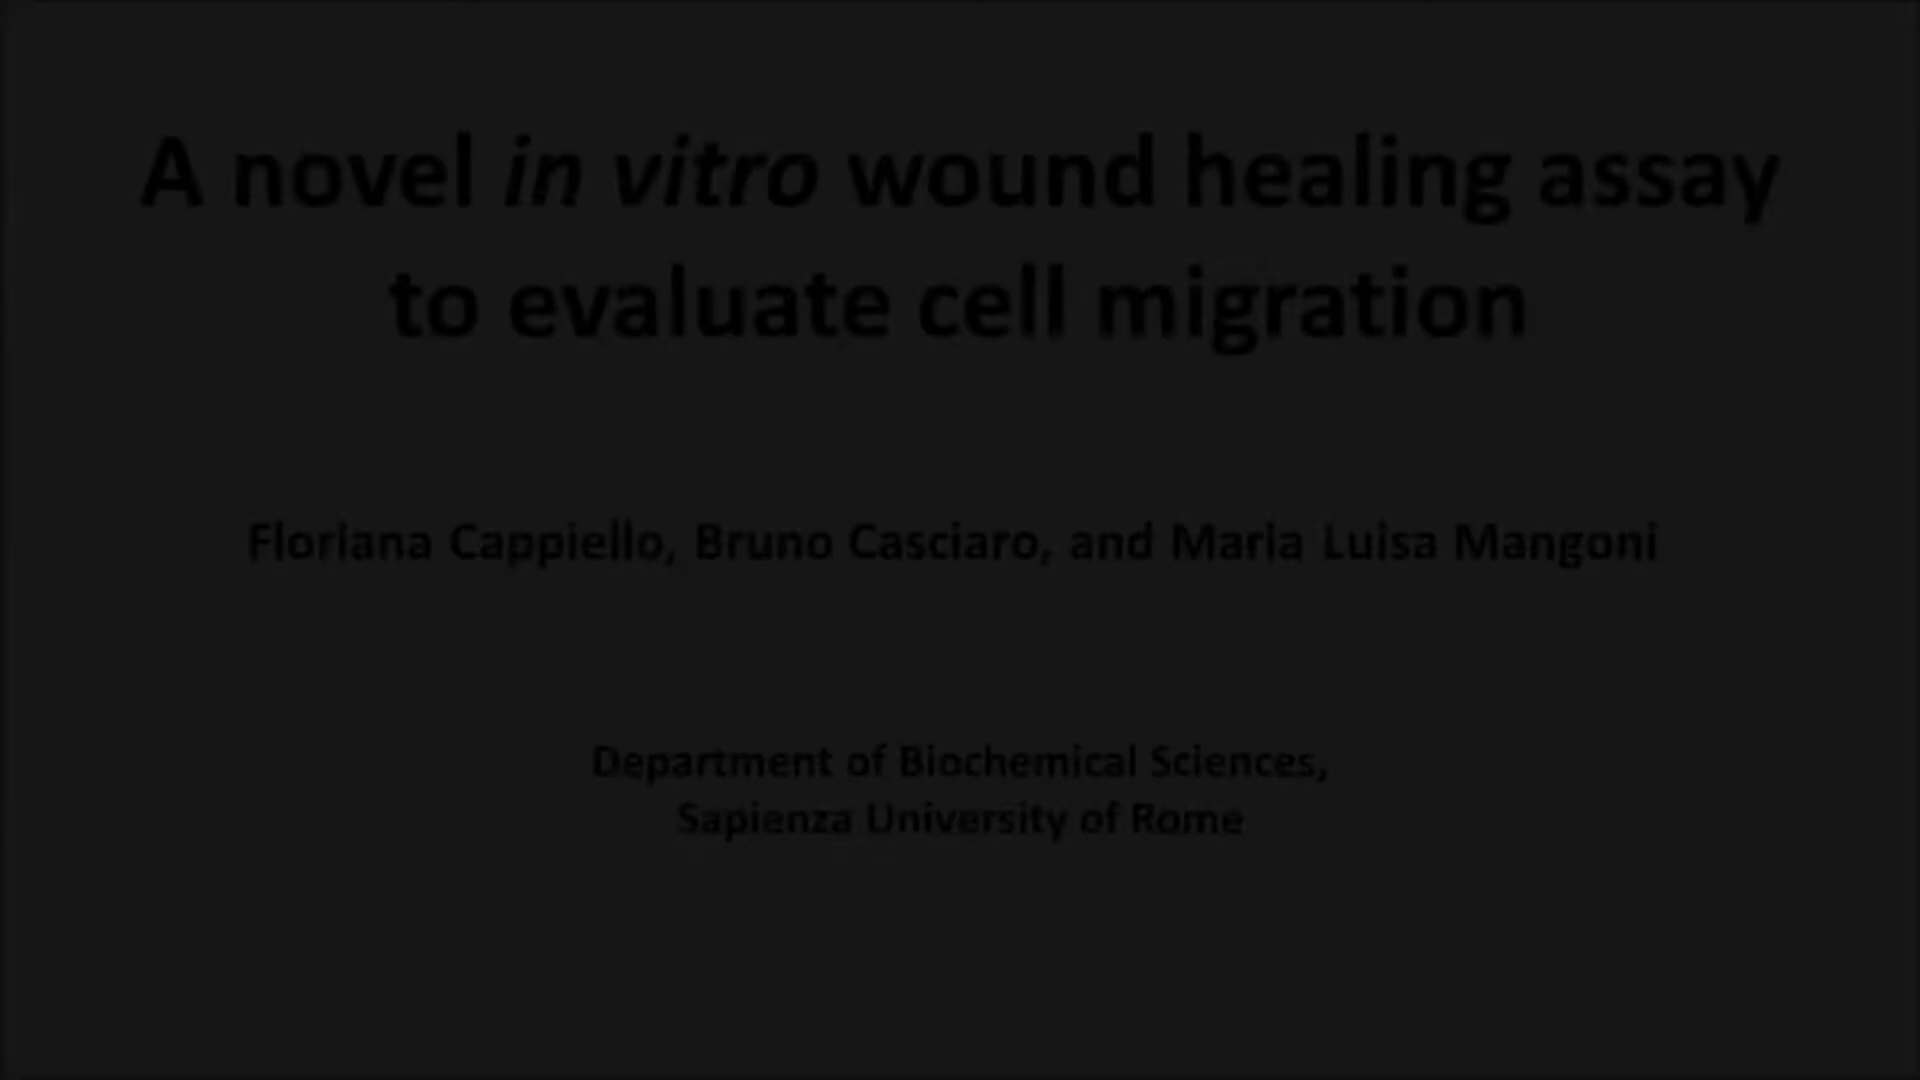 A novel in vitro wound healing assay
to evaluate cell migration
Floriana Cappiello, Bruno Casciaro, and Maria Luisa Mangoni
Department of Biochemical Sciences,
Sapienza University of Rome